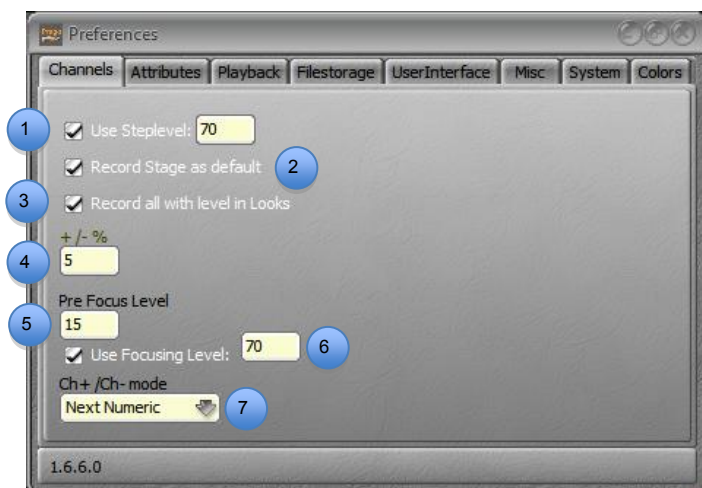 Preferences
Channels Attributes Playback Filestorage UserInterface Misc System Colors
1 Use Steplevel: 70
Record Stage as default 2
3 Record all with level in Looks
+/- %
4 5
Pre Focus Level
5 15
Use Focusing Level: 70 6
Ch+ /Ch- mode
Next Numeric 7
1.6.6.0